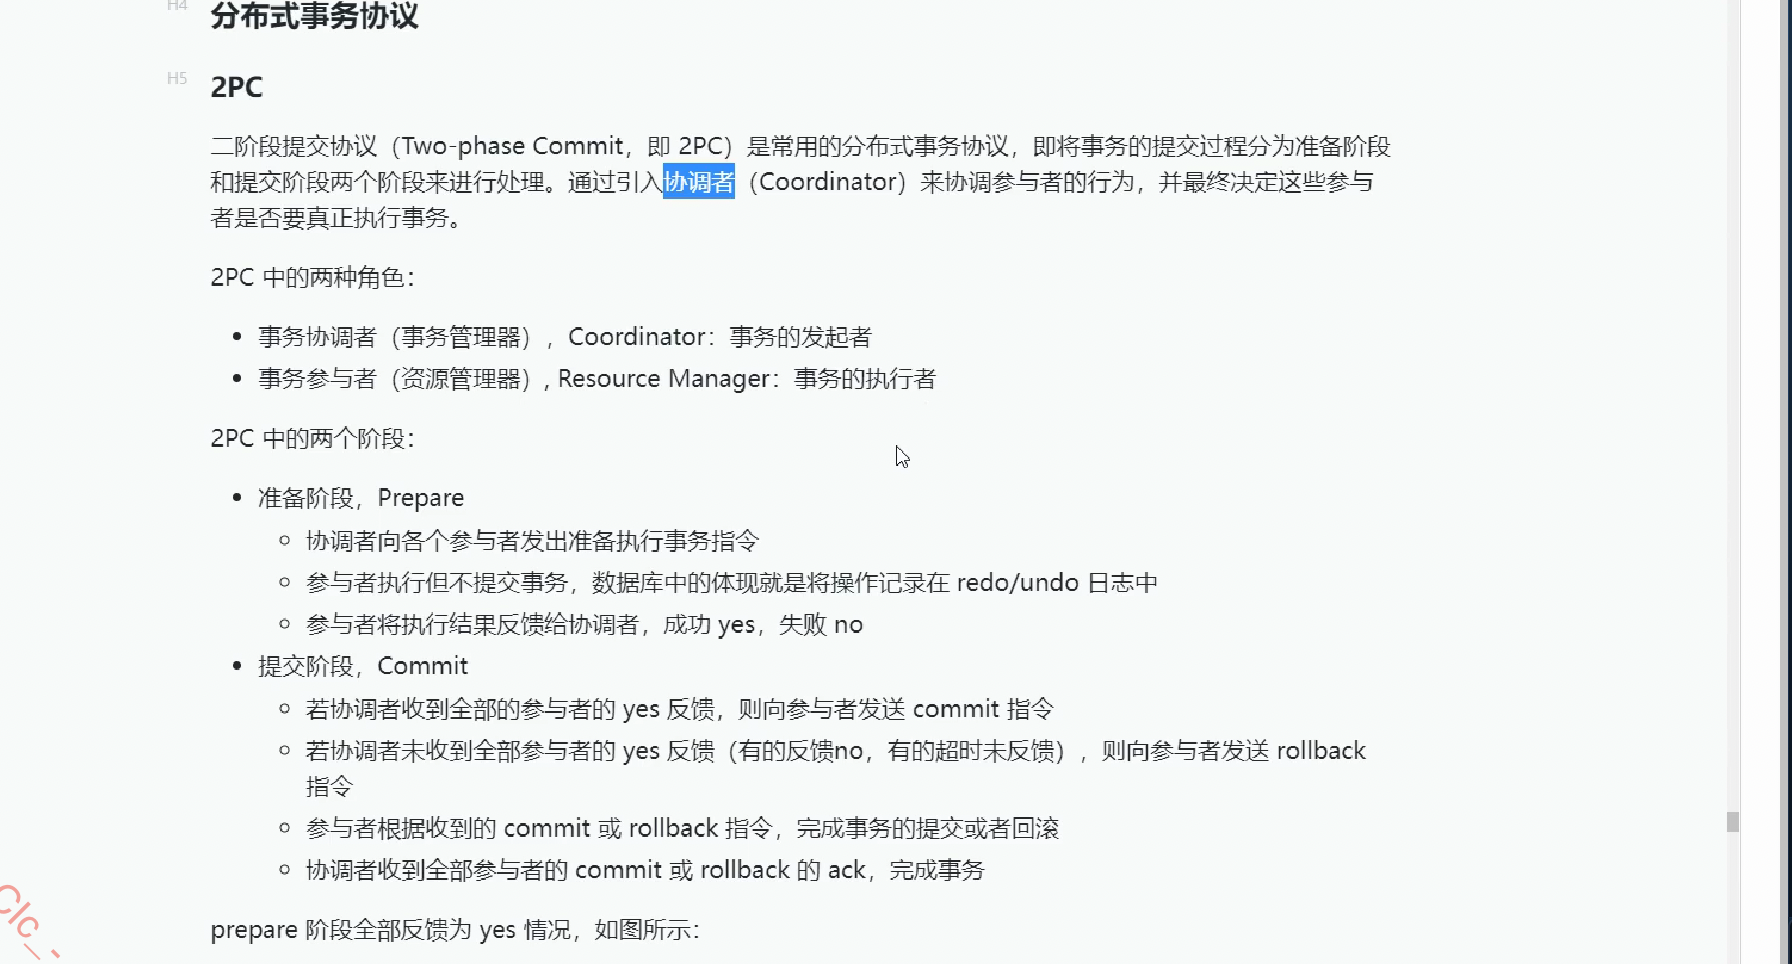 H4 分布式事务协议
H5 2PC
二阶段提交协议（Two-phase Commit，即 2PC）是常用的分布式事务协议，即将事务的提交过程分为准备阶段
和提交阶段两个阶段来进行处理。通过引入协调者（Coordinator）来协调参与者的行为，并最终决定这些参与
者是否要真正执行事务。
2PC 中的两种角色：
• 事务协调者（事务管理器），Coordinator：事务的发起者
• 事务参与者（资源管理器）, Resource Manager：事务的执行者
2PC 中的两个阶段：
• 准备阶段，Prepare
◦ 协调者向各个参与者发出准备执行事务指令
◦ 参与者执行但不提交事务，数据库中的体现就是将操作记录在 redo/undo 日志中
◦ 参与者将执行结果反馈给协调者，成功 yes，失败 no
• 提交阶段，Commit
◦ 若协调者收到全部的参与者的 yes 反馈，则向参与者发送 commit 指令
◦ 若协调者未收到全部参与者的 yes 反馈（有的反馈no，有的超时未反馈），则向参与者发送 rollback
指令
◦ 参与者根据收到的 commit 或 rollback 指令，完成事务的提交或者回滚
◦ 协调者收到全部参与者的 commit 或 rollback 的 ack，完成事务
prepare 阶段全部反馈为 yes 情况，如图所示：